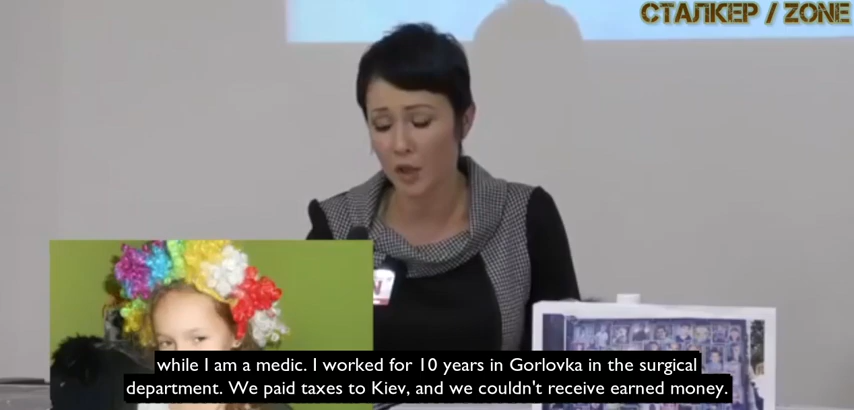 СТАЛКЕР / ZONE
while I am a medic. I worked for 10 years in Gorlovka in the surgical
department. We paid taxes to Kiev, and we couldn't receive earned money.